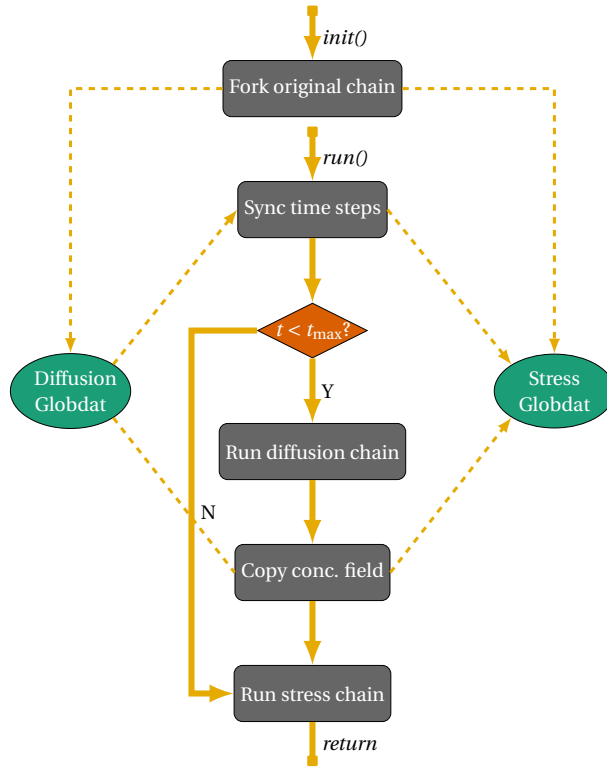 init()
Fork original chain
run()
Sync time steps
t < tmax?
Diffusion
Globdat
Stress
Globdat
Y
Run diffusion chain
N
Copy conc. field
Run stress chain
return